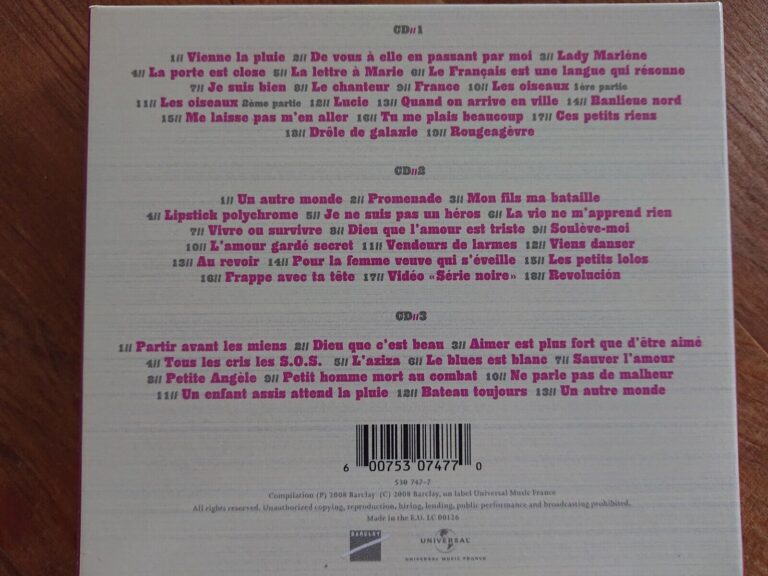 CD//1
1// Vienne la pluie 2// De vous à elle en passant par moi 3// Lady Marlène
4// La porte est close 5// La lettre à Marie 6// Le Français est une langue qui résonne
7// Je suis bien 8// Le chanteur 9// France 10// Les oiseaux 1ère partie
11// Les oiseaux 2ème partie 12// Lucie 13// Quand on arrive en ville 14// Banlieue nord
15// Me laisse pas m'en aller 16// Tu me plais beaucoup 17// Ces petits riens
18// Drôle de galaxie 19// Rougeagèvre
CD//2
1// Un autre monde 2// Promenade 3// Mon fils ma bataille
4// Lipstick polychrome 5// Je ne suis pas un héros 6// La vie ne m'apprend rien
7// Vivre ou survivre 8// Dieu que l'amour est triste 9// Soulève-moi
10// L'amour gardé secret 11// Vendeurs de larmes 12// Viens danser
13// Au revoir 14// Pour la femme veuve qui s'éveille 15// Les petits lolos
16// Frappe avec ta tête 17// Vidéo «Série noire» 18// Revolución
CD//3
1// Partir avant les miens 2// Dieu que c'est beau 3// Aimer est plus fort que d'être aimé
4// Tous les cris les S.O.S. 5// L'aziza 6// Le blues est blanc 7// Sauver l'amour
8// Petite Angèle 9// Petit homme mort au combat 10// Ne parle pas de malheur
11// Un enfant assis attend la pluie 12// Bateau toujours 13// Un autre monde
6 00753 07477 0
530 747-7
Compilation (P) 2008 Barclay (C) 2008 Barclay, un label Universal Music France
All rights reserved. Unauthorized copying, reproduction, hiring, lending, public performance and broadcasting prohibited.
Made in the E.U. LC 00126
BARCLAY
UNIVERSAL
UNIVERSAL MUSIC FRANCE